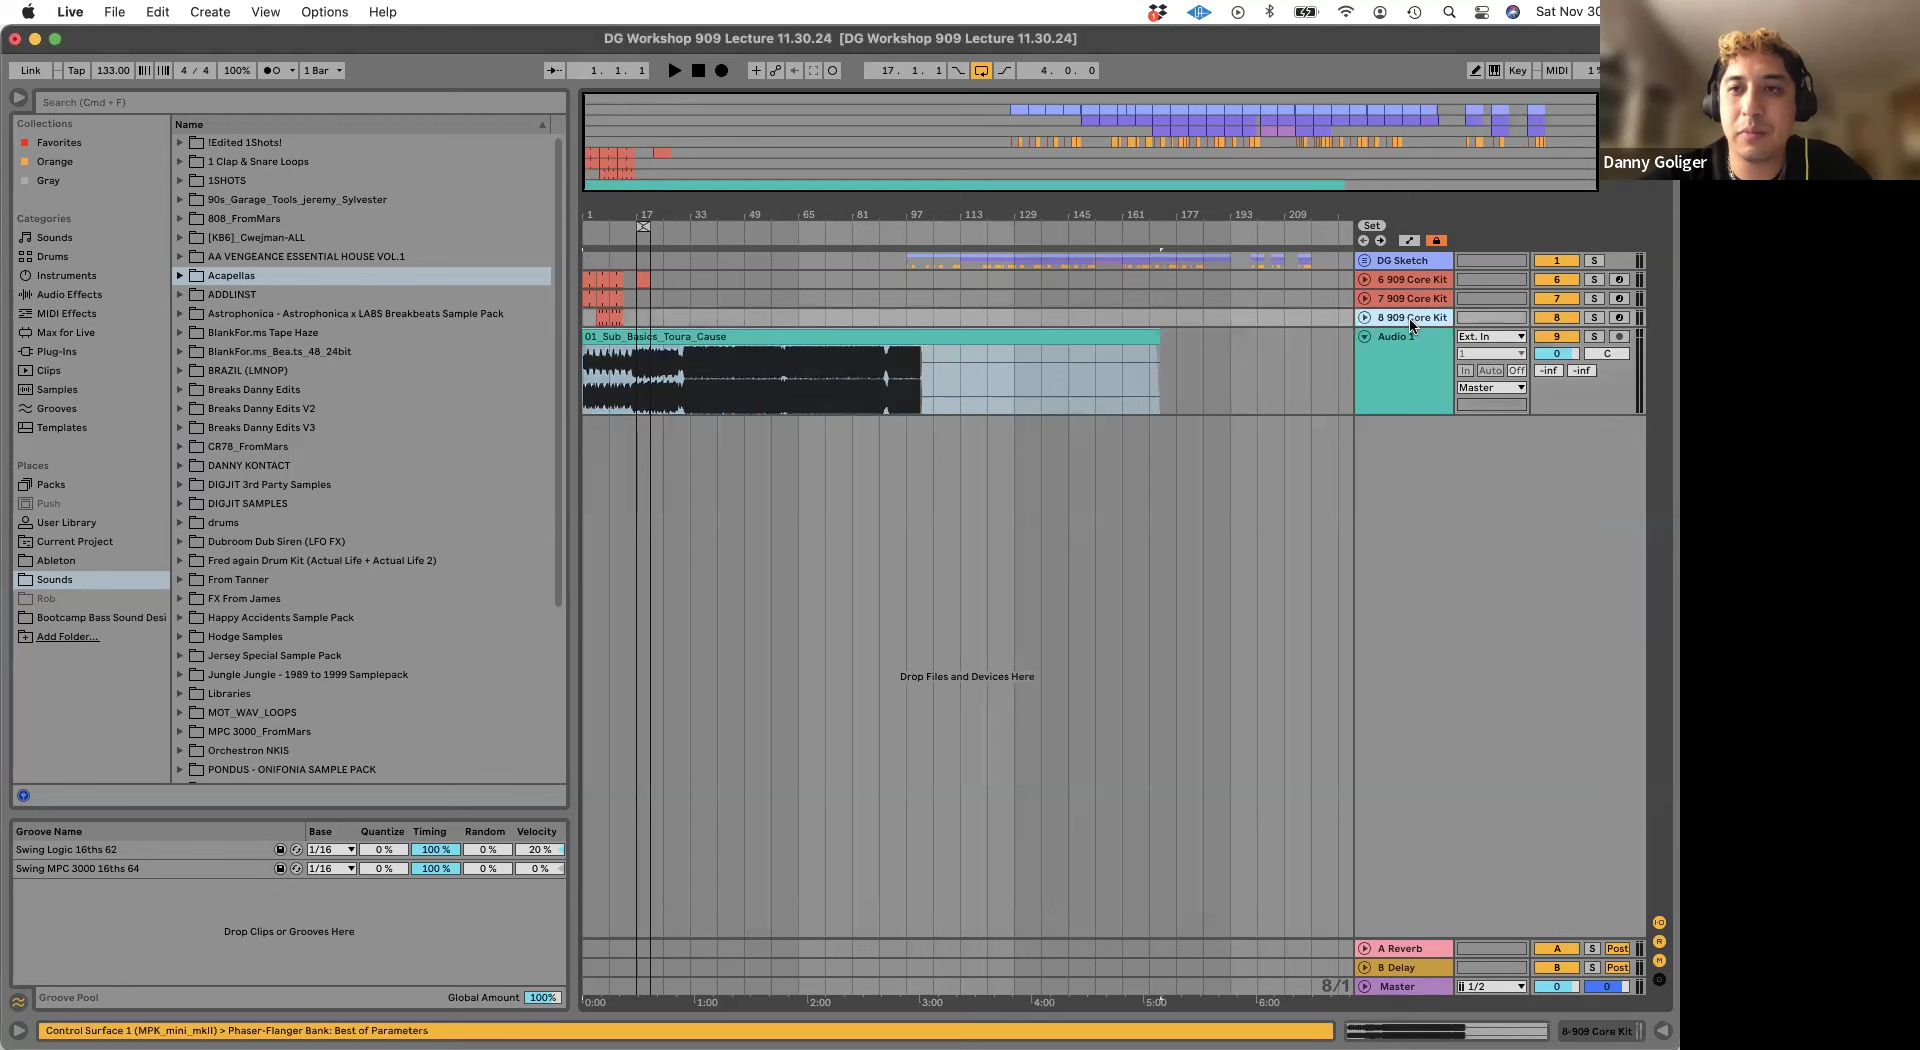 Live File Edit Create View Options Help Sat Nov 30
DG Workshop 909 Lecture 11.30.24 [DG Workshop 909 Lecture 11.30.24]
Link Tap 133.00 4 / 4 100% 1 Bar 1. 1. 1 17. 1. 1 4. 0. 0 Key MIDI
Danny Goliger
Search (Cmd + F)
Collections
Favorites
Orange
Gray
Categories
Sounds
Drums
Instruments
Audio Effects
MIDI Effects
Max for Live
Plug-Ins
Clips
Samples
Grooves
Templates
Places
Packs
Push
User Library
Current Project
Ableton
Sounds
Rob
Bootcamp Bass Sound Desi
Add Folder...
Name
!Edited 1Shots!
1 Clap & Snare Loops
1SHOTS
90s_Garage_Tools_jeremy_Sylvester
808_FromMars
[KB6]_Cwejman-ALL
AA VENGEANCE ESSENTIAL HOUSE VOL.1
Acapellas
ADDLINST
Astrophonica - Astrophonica x LABS Breakbeats Sample Pack
BlankFor.ms Tape Haze
BlankFor.ms_Bea.ts_48_24bit
BRAZIL (LMNOP)
Breaks Danny Edits
Breaks Danny Edits V2
Breaks Danny Edits V3
CR78_FromMars
DANNY KONTACT
DIGJIT 3rd Party Samples
DIGJIT SAMPLES
drums
Dubroom Dub Siren (LFO FX)
Fred again Drum Kit (Actual Life + Actual Life 2)
From Tanner
FX From James
Happy Accidents Sample Pack
Hodge Samples
Jersey Special Sample Pack
Jungle Jungle - 1989 to 1999 Samplepack
Libraries
MOT_WAV_LOOPS
MPC 3000_FromMars
Orchestron NKIS
PONDUS - ONIFONIA SAMPLE PACK
1 17 33 49 65 81 97 113 129 145 161 177 193 209
Set
DG Sketch 1 S
6 909 Core Kit 6 S
7 909 Core Kit 7 S
8 909 Core Kit 8 S
01_Sub_Basics_Toura_Cause
Audio 1 Ext. In 9 S
1 0 C
In Auto Off -inf -inf
Master
Drop Files and Devices Here
Groove Name Base Quantize Timing Random Velocity
Swing Logic 16ths 62 1/16 0 % 100 % 0 % 20 %
Swing MPC 3000 16ths 64 1/16 0 % 100 % 0 % 0 %
Drop Clips or Grooves Here
Groove Pool Global Amount 100%
A Reverb A S Post
B Delay B S Post
8/1 Master 1/2 0 0
0:00 1:00 2:00 3:00 4:00 5:00 6:00
Control Surface 1 (MPK_mini_mkII) > Phaser-Flanger Bank: Best of Parameters
8-909 Core Kit